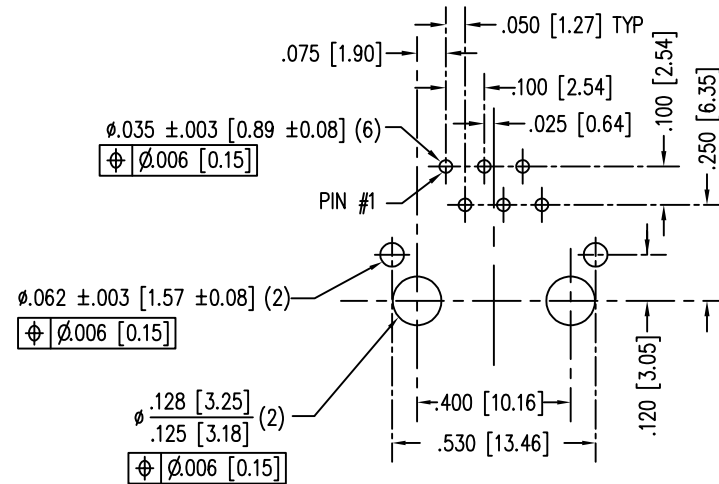 .050 [1.27] TYP
.075 [1.90]
.100 [2.54]
.025 [0.64]
.100 [2.54]
.250 [6.35]
ø.035 ±.003 [0.89 ±0.08] (6)
⌖ Ø.006 [0.15]
PIN #1
ø.062 ±.003 [1.57 ±0.08] (2)
⌖ Ø.006 [0.15]
ø .128 [3.25]
.125 [3.18] (2)
⌖ Ø.006 [0.15]
.400 [10.16]
.530 [13.46]
.120 [3.05]